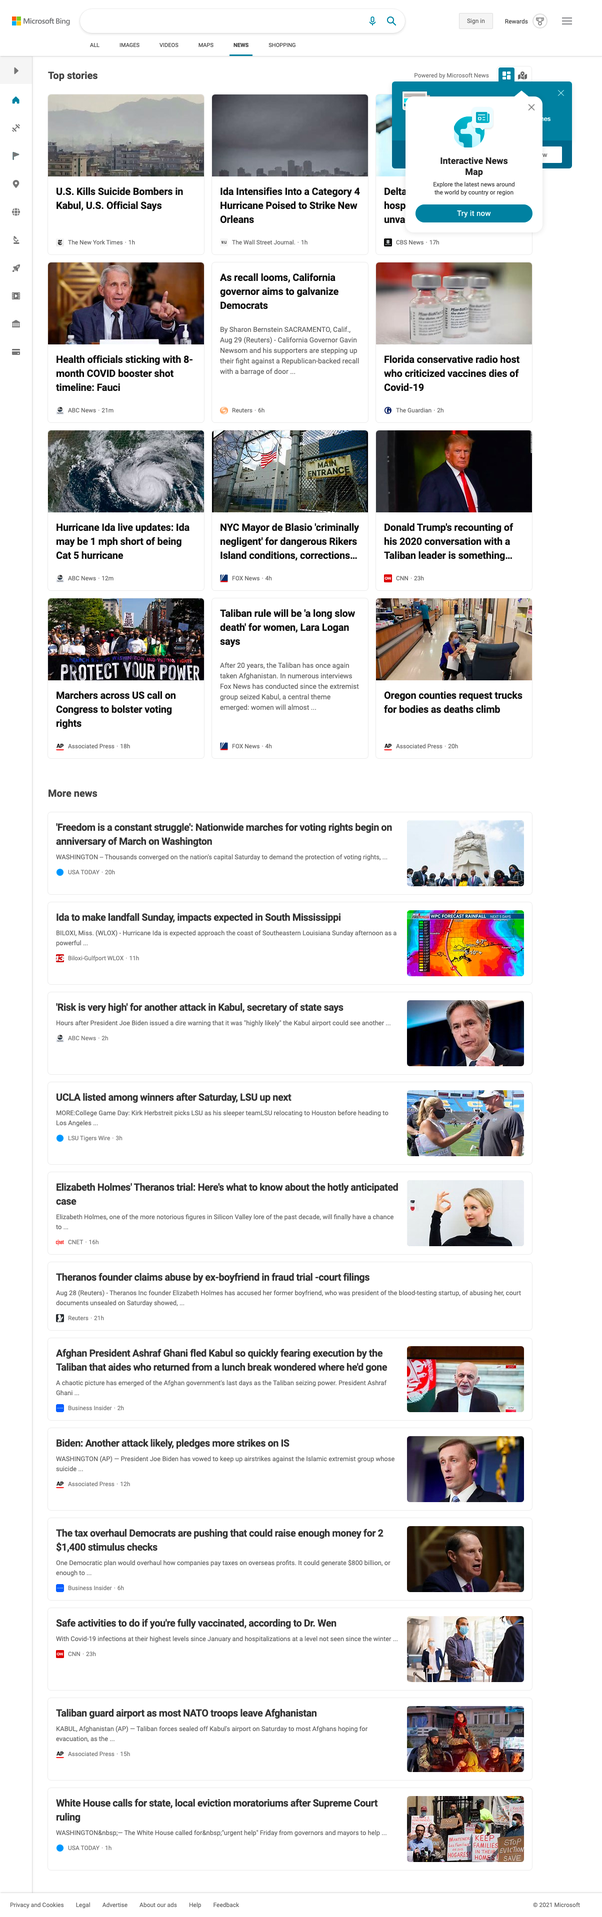 Microsoft Bing
Sign in
Rewards
ALL
IMAGES
VIDEOS
MAPS
NEWS
SHOPPING
Top stories
Powered by Microsoft News
Interactive News
Map
Explore the latest news around
the world by country or region
Try it now
U.S. Kills Suicide Bombers in
Kabul, U.S. Official Says
The New York Times · 1h
Ida Intensifies Into a Category 4
Hurricane Poised to Strike New
Orleans
The Wall Street Journal. · 1h
Delta
hosp
unva
CBS News · 17h
Health officials sticking with 8-
month COVID booster shot
timeline: Fauci
ABC News · 21m
As recall looms, California
governor aims to galvanize
Democrats
By Sharon Bernstein SACRAMENTO, Calif.,
Aug 29 (Reuters) - California Governor Gavin
Newsom and his supporters are stepping up
their fight against a Republican-backed recall
with a barrage of door ...
Reuters · 6h
Florida conservative radio host
who criticized vaccines dies of
Covid-19
The Guardian · 2h
Hurricane Ida live updates: Ida
may be 1 mph short of being
Cat 5 hurricane
ABC News · 12m
MAIN
ENTRANCE
NYC Mayor de Blasio 'criminally
negligent' for dangerous Rikers
Island conditions, corrections...
FOX News · 4h
Donald Trump's recounting of
his 2020 conversation with a
Taliban leader is something...
CNN · 23h
PROTECT YOUR POWER
Marchers across US call on
Congress to bolster voting
rights
AP Associated Press · 18h
Taliban rule will be 'a long slow
death' for women, Lara Logan
says
After 20 years, the Taliban has once again
taken Afghanistan. In numerous interviews
Fox News has conducted since the extremist
group seized Kabul, a central theme
emerged: women will almost ...
FOX News · 4h
Oregon counties request trucks
for bodies as deaths climb
AP Associated Press · 20h
More news
'Freedom is a constant struggle': Nationwide marches for voting rights begin on
anniversary of March on Washington
WASHINGTON – Thousands converged on the nation's capital Saturday to demand the protection of voting rights, ...
USA TODAY · 20h
Ida to make landfall Sunday, impacts expected in South Mississippi
BILOXI, Miss. (WLOX) - Hurricane Ida is expected approach the coast of Southeastern Louisiana Sunday afternoon as a
powerful ...
Biloxi-Gulfport WLOX · 11h
WPC FORECAST RAINFALL
'Risk is very high' for another attack in Kabul, secretary of state says
Hours after President Joe Biden issued a dire warning that it was "highly likely" the Kabul airport could see another ...
ABC News · 2h
UCLA listed among winners after Saturday, LSU up next
MORE:College Game Day: Kirk Herbstreit picks LSU as his sleeper teamLSU relocating to Houston before heading to
Los Angeles ...
LSU Tigers Wire · 3h
Elizabeth Holmes' Theranos trial: Here's what to know about the hotly anticipated
case
Elizabeth Holmes, one of the more notorious figures in Silicon Valley lore of the past decade, will finally have a chance
to ...
CNET · 16h
Theranos founder claims abuse by ex-boyfriend in fraud trial -court filings
Aug 28 (Reuters) - Theranos Inc founder Elizabeth Holmes has accused her former boyfriend, who was president of the blood-testing startup, of abusing her, court
documents unsealed on Saturday showed, ...
Reuters · 21h
Afghan President Ashraf Ghani fled Kabul so quickly fearing execution by the
Taliban that aides who returned from a lunch break wondered where he'd gone
A chaotic picture has emerged of the Afghan government's last days as the Taliban seizing power. President Ashraf
Ghani ...
Business Insider · 2h
Biden: Another attack likely, pledges more strikes on IS
WASHINGTON (AP) — President Joe Biden has vowed to keep up airstrikes against the Islamic extremist group whose
suicide ...
AP Associated Press · 12h
The tax overhaul Democrats are pushing that could raise enough money for 2
$1,400 stimulus checks
One Democratic plan would overhaul how companies pay taxes on overseas profits. It could generate $800 billion, or
enough to ...
Business Insider · 6h
Safe activities to do if you're fully vaccinated, according to Dr. Wen
With Covid-19 infections at their highest levels since January and hospitalizations at a level not seen since the winter ...
CNN · 23h
Taliban guard airport as most NATO troops leave Afghanistan
KABUL, Afghanistan (AP) — Taliban forces sealed off Kabul's airport on Saturday to most Afghans hoping for
evacuation, as the ...
AP Associated Press · 15h
White House calls for state, local eviction moratoriums after Supreme Court
ruling
WASHINGTON&nbsp;— The White House called for&nbsp;"urgent help" Friday from governors and mayors to help ...
USA TODAY · 1h
KEEP
FAMILIES
IN THEIR
HOMES
STOP
EVICTION
SAVE
Privacy and Cookies
Legal
Advertise
About our ads
Help
Feedback
© 2021 Microsoft